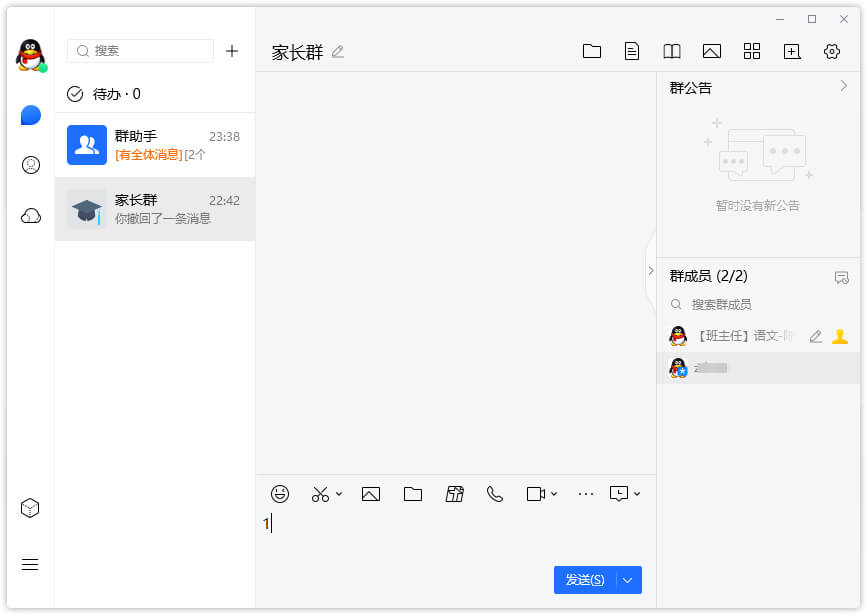 搜索
待办 · 0
群助手
23:38
[有全体消息][2个
家长群
22:42
你撤回了一条消息
家长群
群公告
暂时没有新公告
群成员 (2/2)
搜索群成员
【班主任】语文-
1
发送(S)